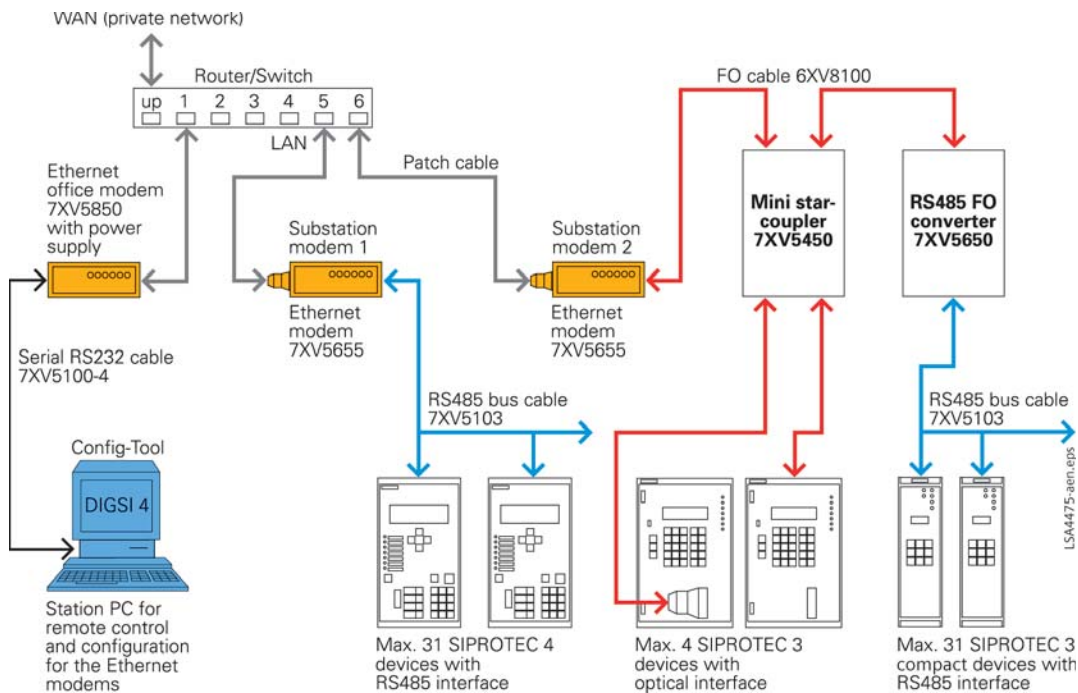 WAN (private network)
Router/Switch
up 1 2 3 4 5 6
LAN
FO cable 6XV8100
Patch cable
Ethernet
office modem
7XV5850
with power
supply
Substation
modem 1
Substation
modem 2
Mini star-
coupler
7XV5450
RS485 FO
converter
7XV5650
Ethernet
modem
7XV5655
Ethernet
modem
7XV5655
Serial RS232 cable
7XV5100-4
RS485 bus cable
7XV5103
RS485 bus cable
7XV5103
Config-Tool
DIGSI 4
Station PC for
remote control
and configuration
for the Ethernet
modems
Max. 31 SIPROTEC 4
devices with
RS485 interface
Max. 4 SIPROTEC 3
devices with
optical interface
Max. 31 SIPROTEC 3
compact devices with
RS485 interface
LSA4475-aen.eps